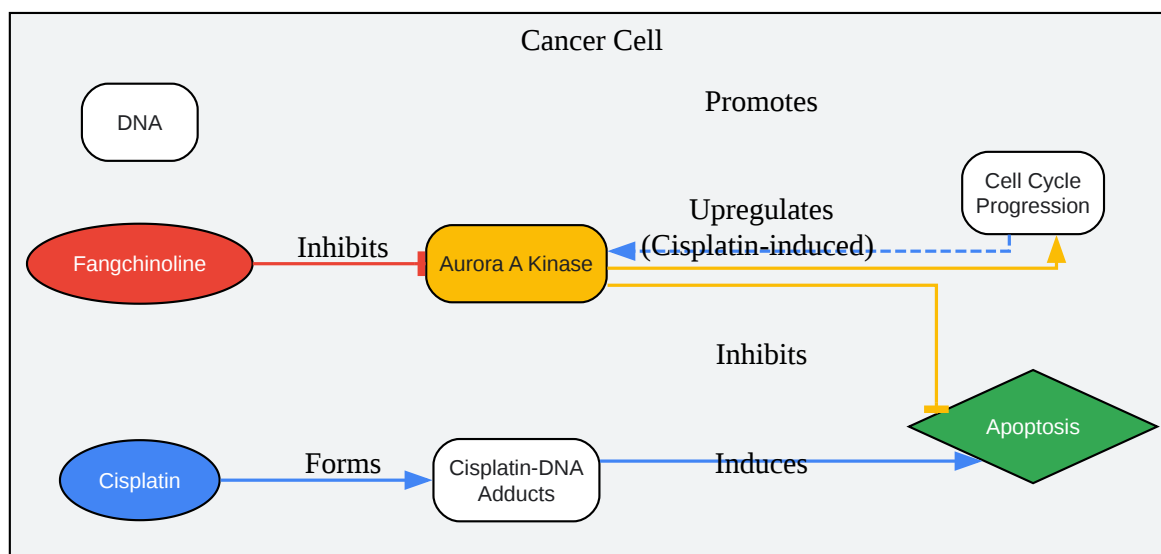 Cancer Cell
Promotes
DNA
Cell Cycle
Progression
Upregulates
(Cisplatin-induced)
Fangchinoline
Inhibits
Aurora A Kinase
Inhibits
Apoptosis
Cisplatin
Forms
Cisplatin-DNA
Adducts
Induces